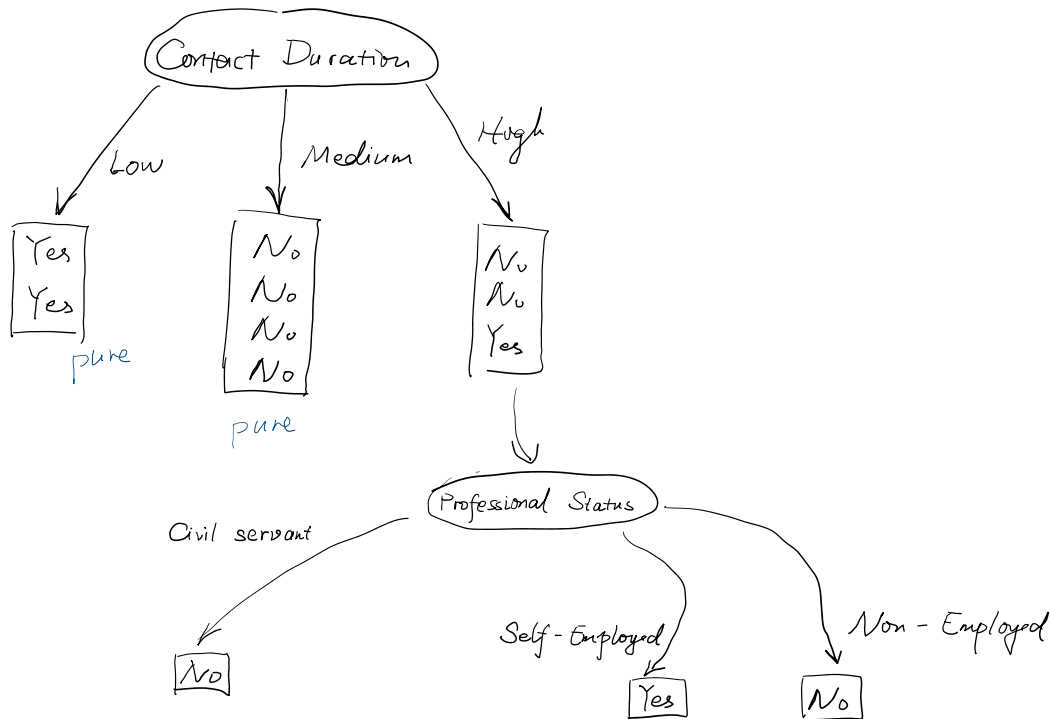 Contact Duration
Low
Medium
High
Yes
Yes
pure
No
No
No
No
pure
No
No
Yes
Professional Status
Civil servant
Self-Employed
Non-Employed
No
Yes
No